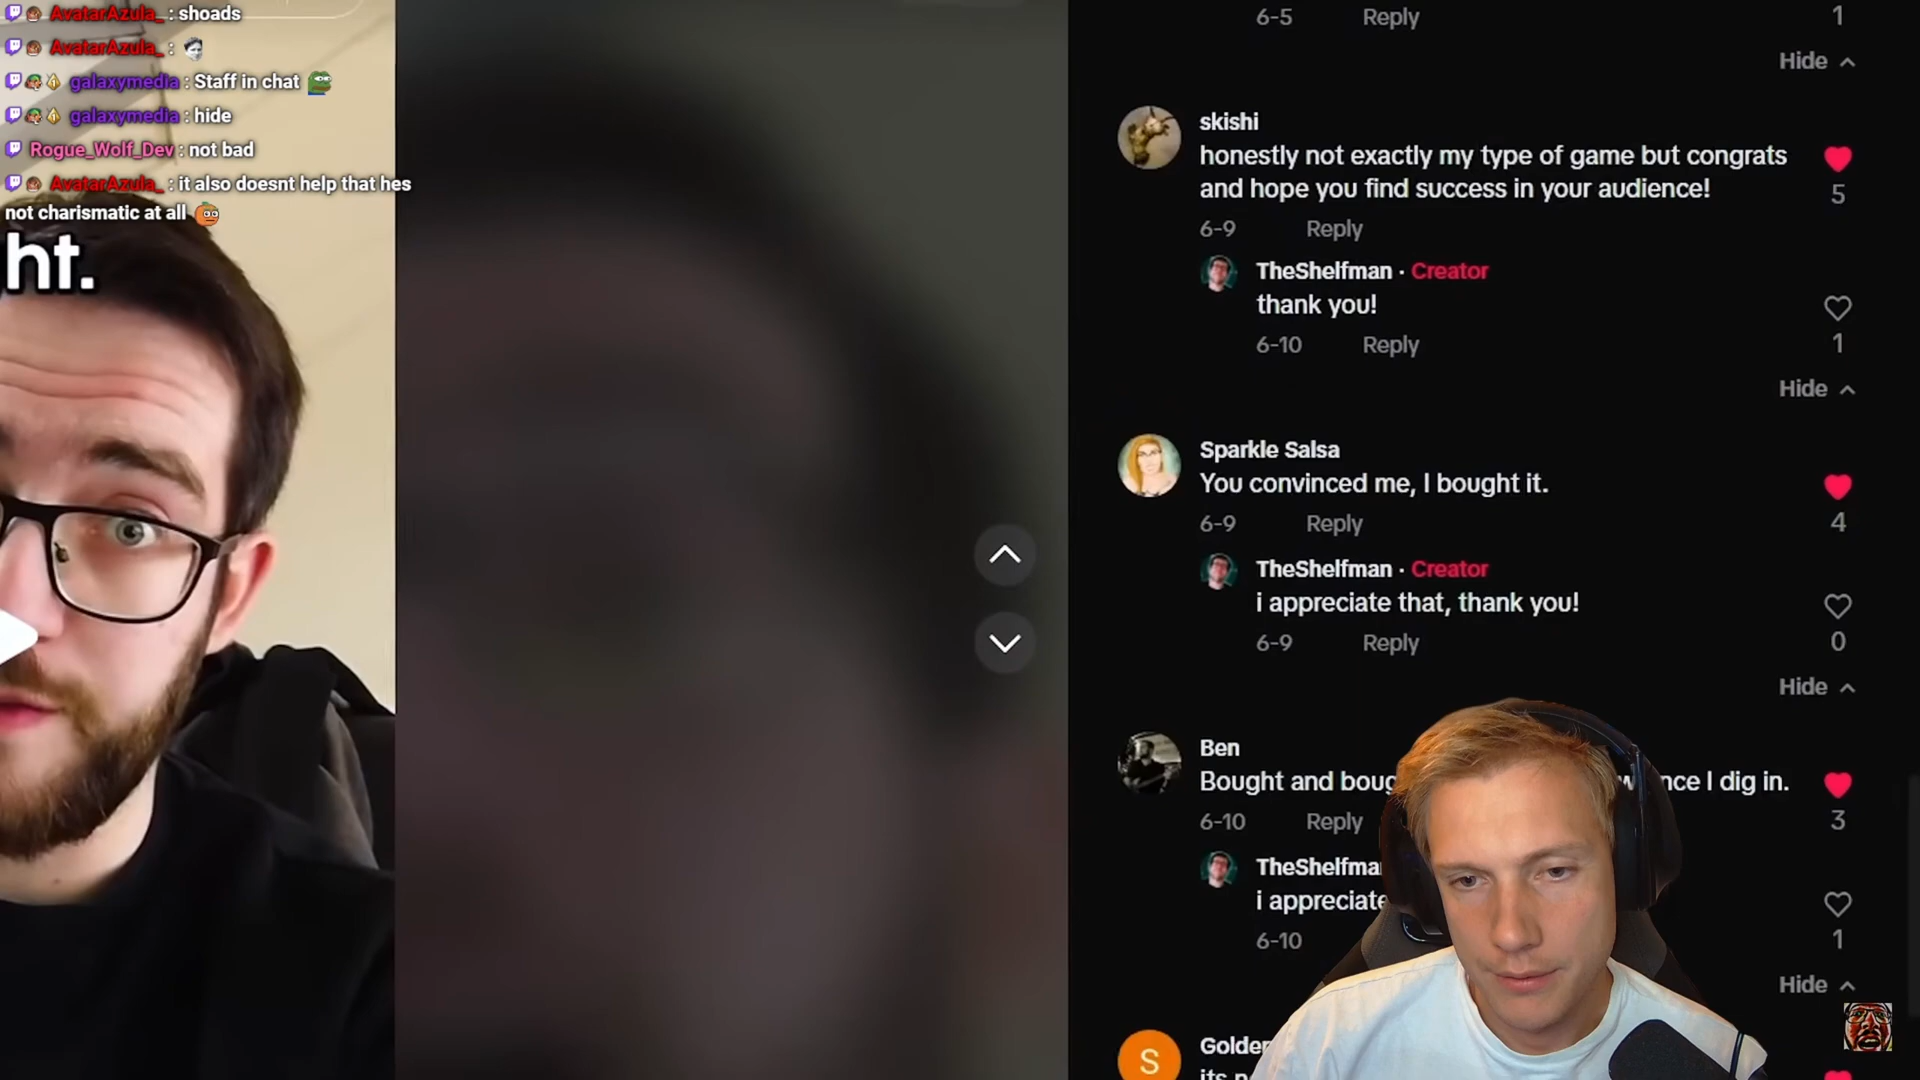 AvatarAzula_ : shoads
AvatarAzula_ :
galaxymedia : Staff in chat
galaxymedia : hide
Rogue_Wolf_Dev : not bad
AvatarAzula_ : it also doesnt help that hes
not charismatic at all
ht.
6-5 Reply 1
Hide
skishi
honestly not exactly my type of game but congrats
and hope you find success in your audience!
5
6-9 Reply
TheShelfman · Creator
thank you!
6-10 Reply 1
Hide
Sparkle Salsa
You convinced me, I bought it.
4
6-9 Reply
TheShelfman · Creator
i appreciate that, thank you!
6-9 Reply 0
Hide
Ben
Bought and I dig in.
6-10 Reply 3
i
6-10 1
Hide
S